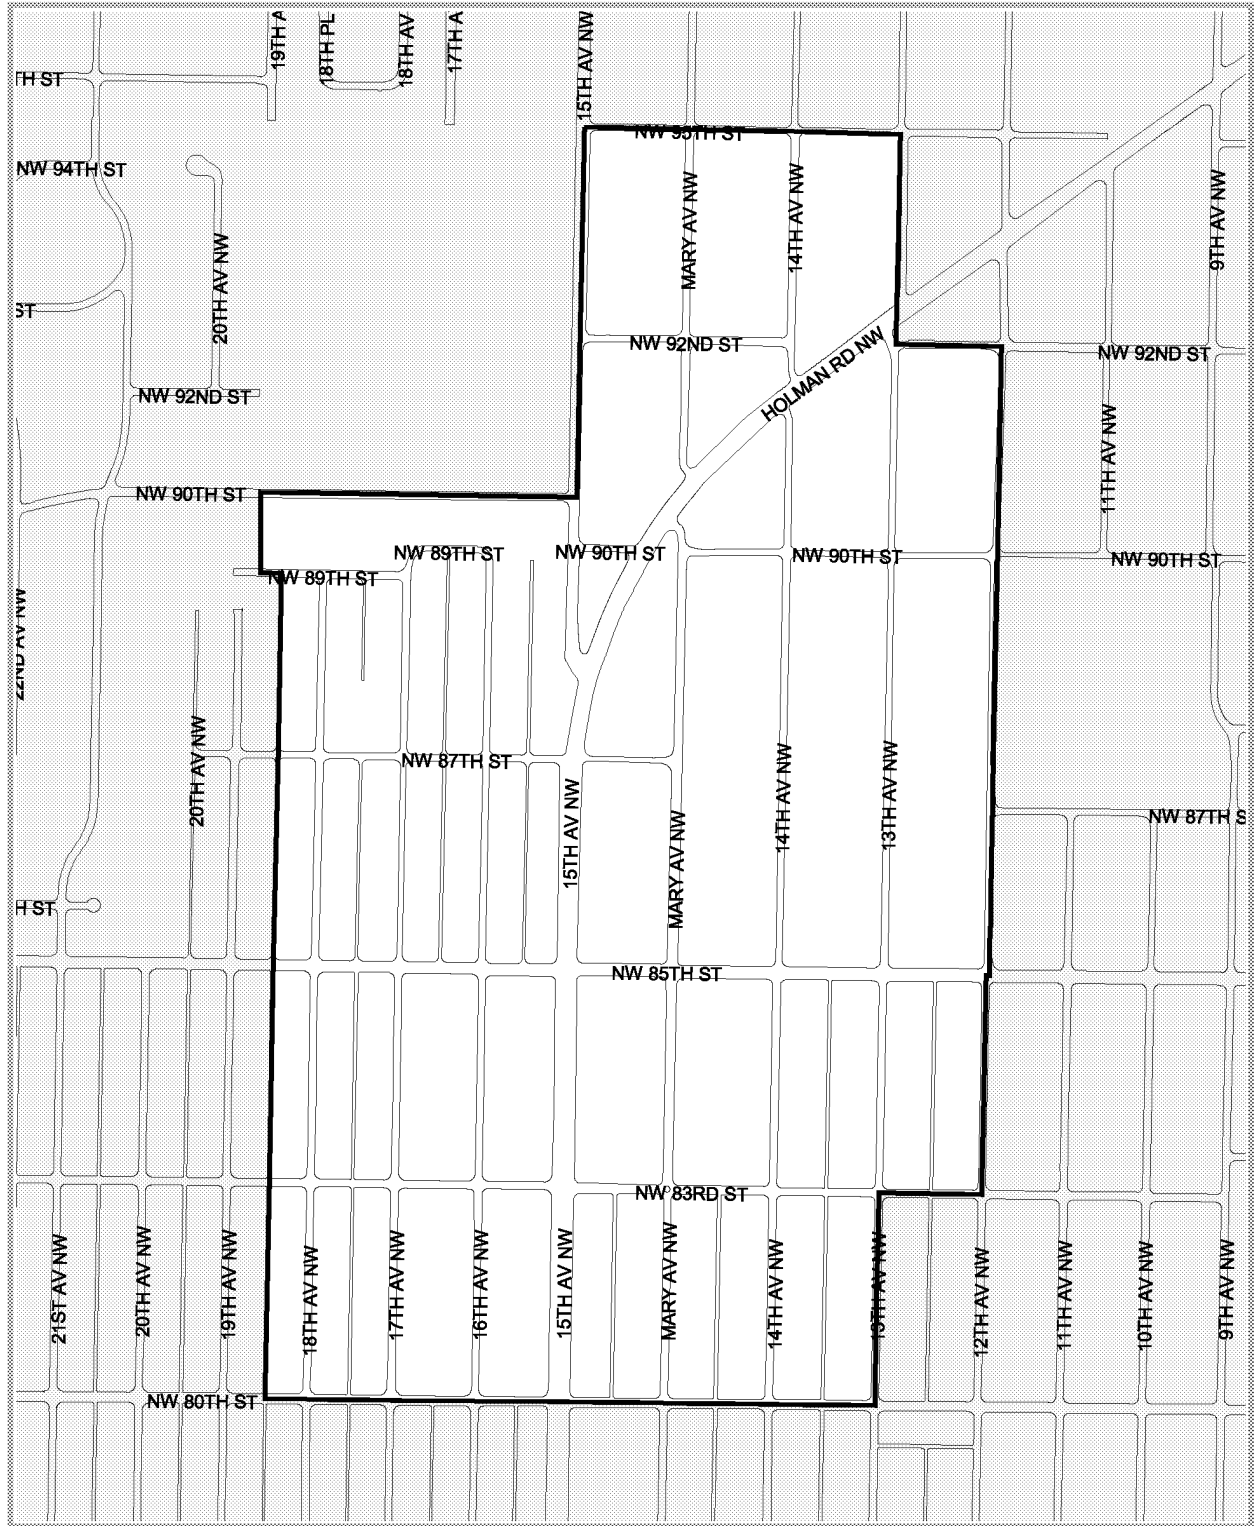 19TH A
18TH PL
18TH AV
17TH A
15TH AV NW
TH ST
NW 95TH ST
NW 94TH ST
MARY AV NW
14TH AV NW
9TH AV NW
20TH AV NW
ST
NW 92ND ST
HOLMAN RD NW
NW 92ND ST
NW 92ND ST
11TH AV NW
NW 90TH ST
NW 89TH ST
NW 90TH ST
NW 90TH ST
NW 90TH ST
NW 89TH ST
22ND AV NW
20TH AV NW
NW 87TH ST
15TH AV NW
14TH AV NW
13TH AV NW
MARY AV NW
NW 87TH S
H ST
NW 85TH ST
NW 83RD ST
21ST AV NW
20TH AV NW
19TH AV NW
18TH AV NW
17TH AV NW
16TH AV NW
15TH AV NW
MARY AV NW
14TH AV NW
13TH AV NW
12TH AV NW
11TH AV NW
10TH AV NW
9TH AV NW
NW 80TH ST